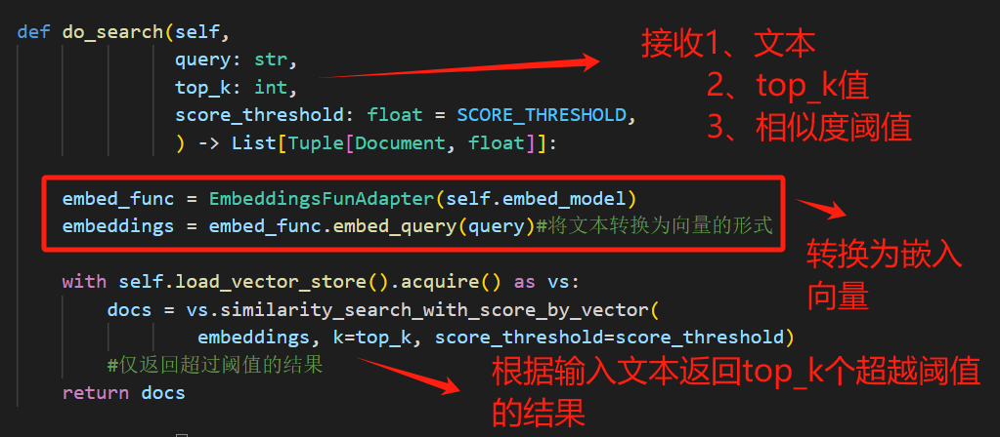 def do_search(self,
query: str,
top_k: int,
score_threshold: float = SCORE_THRESHOLD,
) -> List[Tuple[Document, float]]:
接收1、文本
2、top_k值
3、相似度阈值
embed_func = EmbeddingsFunAdapter(self.embed_model)
embeddings = embed_func.embed_query(query)#将文本转换为向量的形式
转换为嵌入
向量
with self.load_vector_store().acquire() as vs:
docs = vs.similarity_search_with_score_by_vector(
embeddings, k=top_k, score_threshold=score_threshold)
#仅返回超过阈值的结果
return docs
根据输入文本返回top_k个超越阈值
的结果